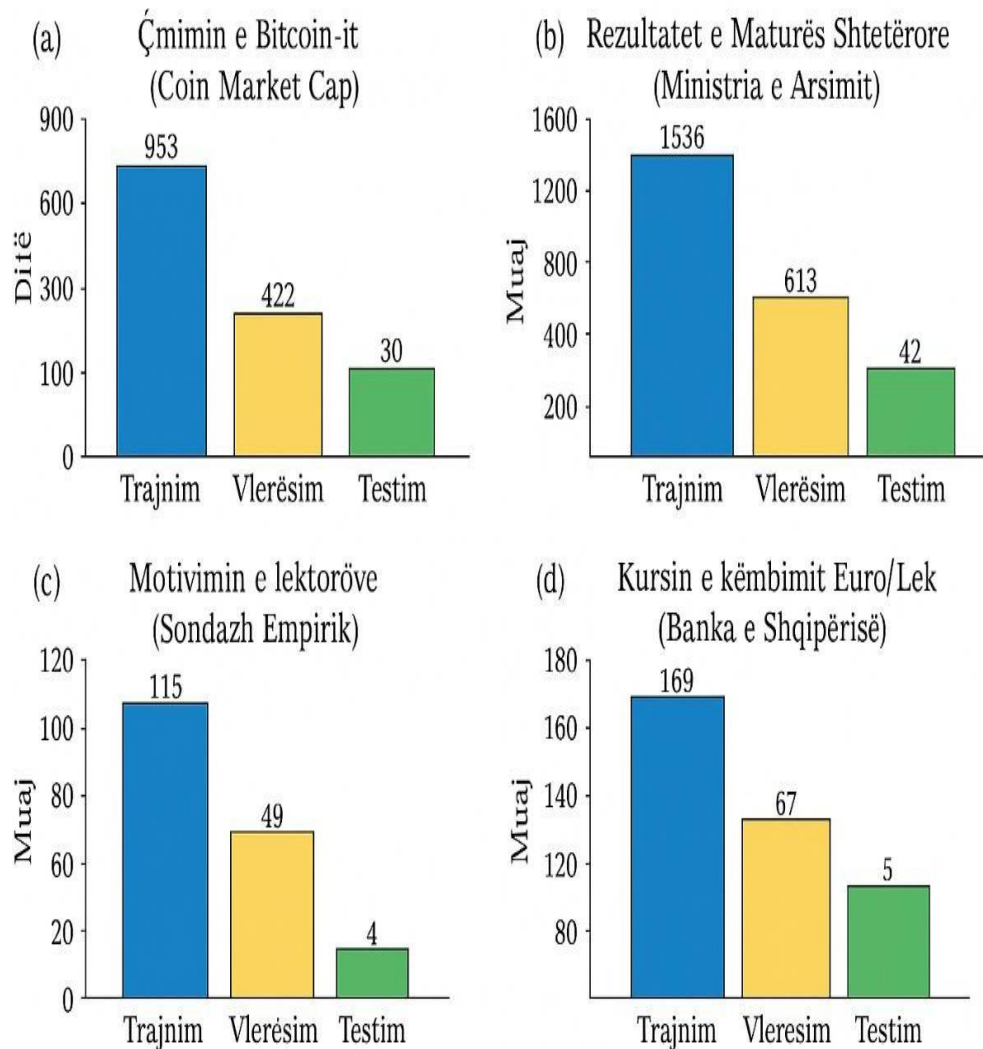 (a) Ḉmimin e Bitcoin-it
(Coin Market Cap)
900
600
300
100
0
Ditë
953
422
30
Trajnim Vlerësim Testim
(b) Rezultatet e Maturës Shtetërore
(Ministria e Arsimit)
1600
1200
800
400
200
Muaj
1536
613
42
Trajnim Vlerësim Testim
(c) Motivimin e lektoröve
(Sondazh Empirik)
120
100
80
60
20
0
Muaj
115
49
4
Trajnim Vlerësim Testim
(d) Kursin e këmbimit Euro/Lek
(Banka e Shqipërisë)
180
160
140
120
80
Muaj
169
67
5
Trajnim Vleresim Testim